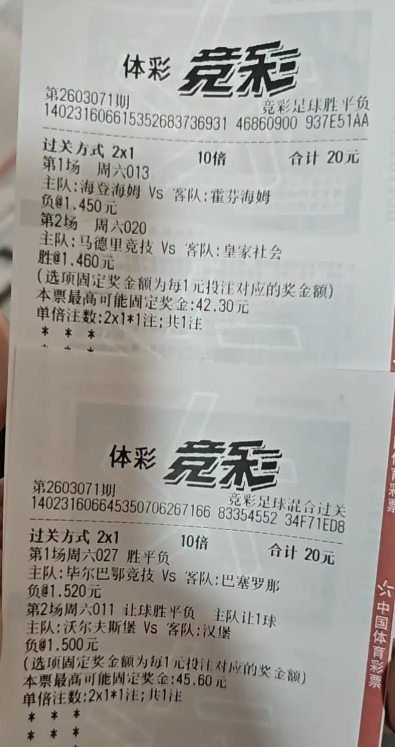 体彩 竞彩
第2603071期 竞彩足球胜平负
140231606615352683736931 46860900 937E51AA
过关方式 2x1 10倍 合计 20元
第1场 周六013
主队:海登海姆 Vs 客队:霍芬海姆
负@1.450元
第2场 周六020
主队:马德里竞技 Vs 客队:皇家社会
胜@1.460元
(选项固定奖金额为每1元投注对应的奖金额)
本票最高可能固定奖金:42.30元
单倍注数:2x1*1注;共1注
* * *
* * *
体彩 竞彩
第2603071期 竞彩足球混合过关
140231606645350706267166 83354552 34F71ED8
过关方式 2x1 10倍 合计 20元
第1场周六027 胜平负
主队:毕尔巴鄂竞技 Vs 客队:巴塞罗那
负@1.520元
第2场周六011 让球胜平负 主队让1球
主队:沃尔夫斯堡 Vs 客队:汉堡
负@1.500元
(选项固定奖金额为每1元投注对应的奖金额)
本票最高可能固定奖金:45.60元
单倍注数:2x1*1注;共1注
* * *
* * *
中国体育彩票